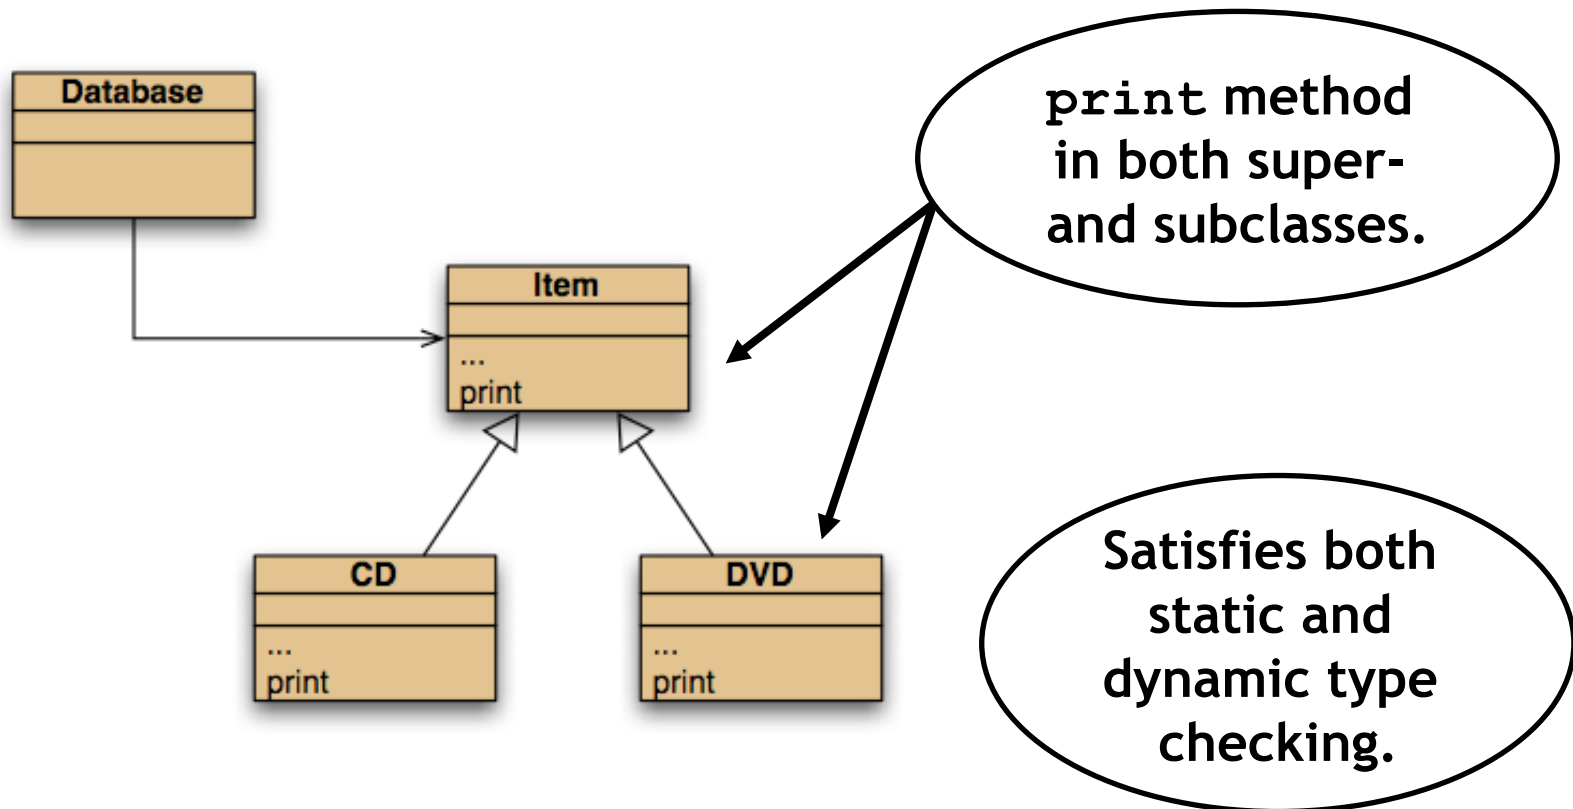 Database
print method
in both super-
and subclasses.
Item
...
print
CD
...
print
DVD
...
print
Satisfies both
static and
dynamic type
checking.